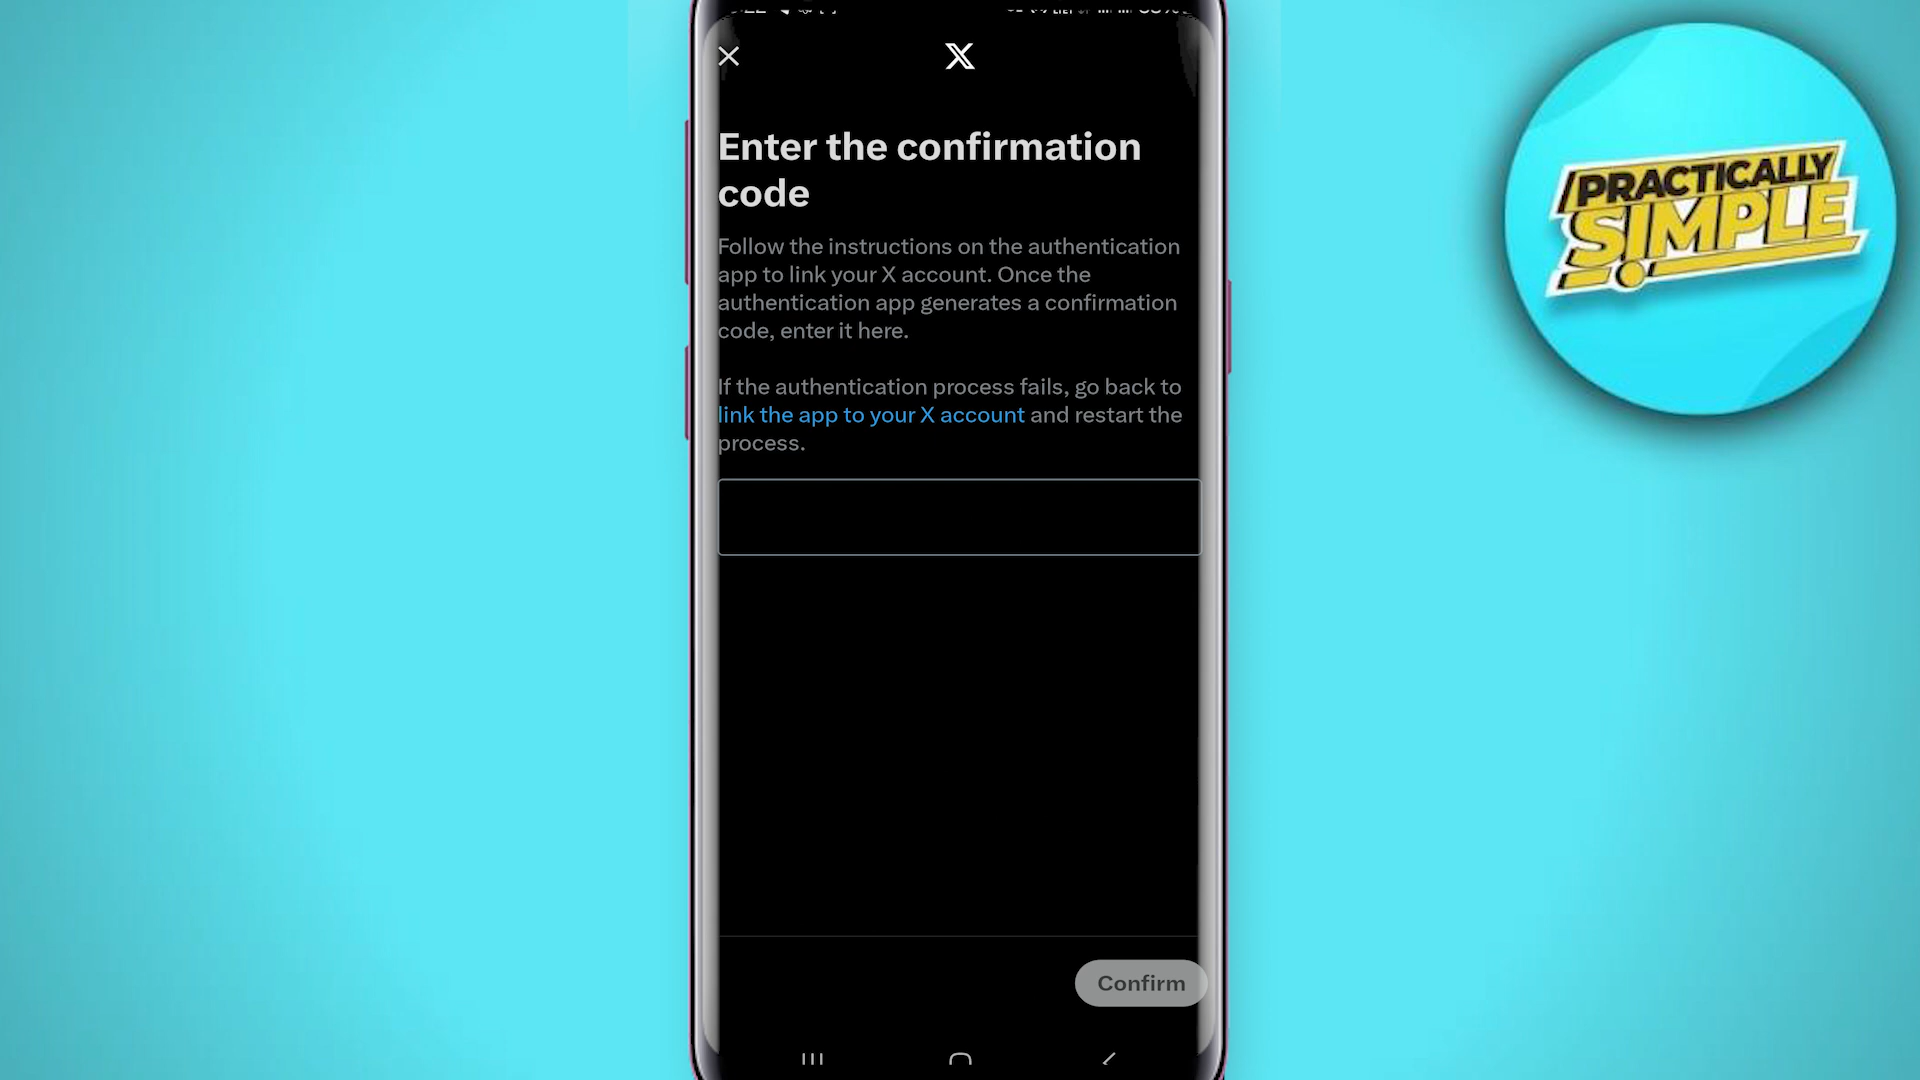 Enter the confirmation
code
Follow the instructions on the authentication
app to link your X account. Once the
authentication app generates a confirmation
code, enter it here.
If the authentication process fails, go back to
link the app to your X account and restart the
process.
Confirm
PRACTICALLY
SIMPLE